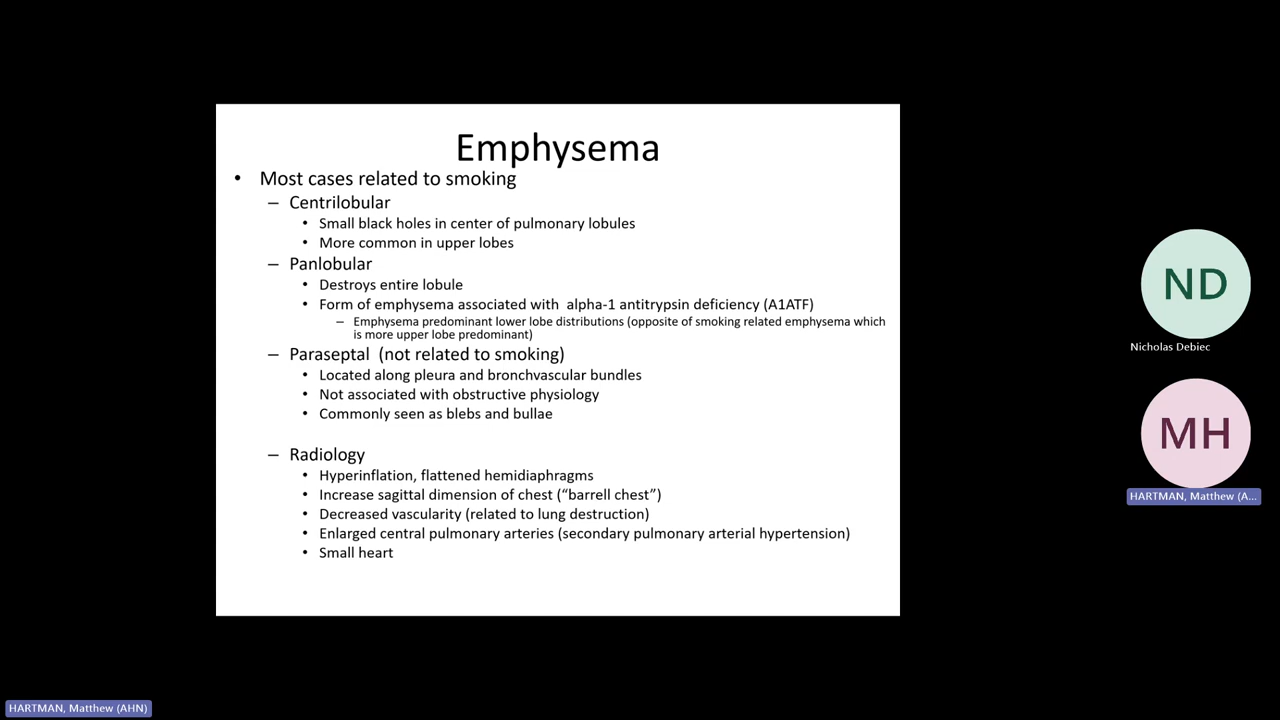 Emphysema
• Most cases related to smoking
– Centrilobular
• Small black holes in center of pulmonary lobules
• More common in upper lobes
– Panlobular
• Destroys entire lobule
• Form of emphysema associated with alpha-1 antitrypsin deficiency (A1ATF)
– Emphysema predominant lower lobe distributions (opposite of smoking related emphysema which
is more upper lobe predominant)
– Paraseptal (not related to smoking)
• Located along pleura and bronchvascular bundles
• Not associated with obstructive physiology
• Commonly seen as blebs and bullae
– Radiology
• Hyperinflation, flattened hemidiaphragms
• Increase sagittal dimension of chest (“barrell chest”)
• Decreased vascularity (related to lung destruction)
• Enlarged central pulmonary arteries (secondary pulmonary arterial hypertension)
• Small heart
ND
Nicholas Debiec
MH
HARTMAN, Matthew (A...
HARTMAN, Matthew (AHN)